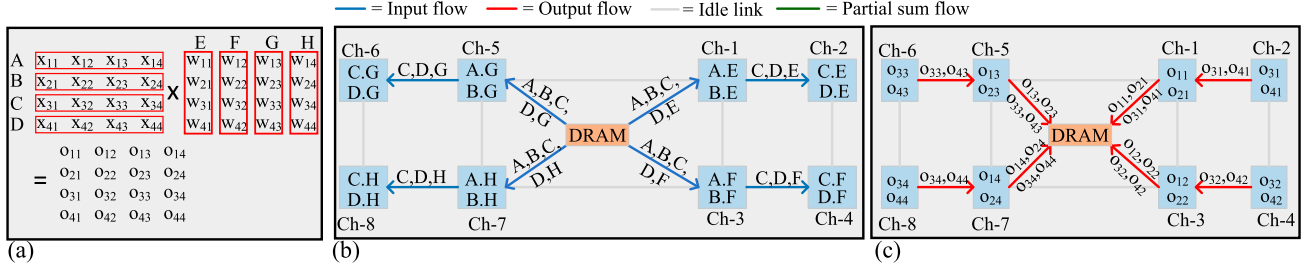 = Input flow = Output flow = Idle link = Partial sum flow
E F G H
A x11 x12 x13 x14 w11 w12 w13 w14
B x21 x22 x23 x24 X w21 w22 w23 w24
C x31 x32 x33 x34 w31 w32 w33 w34
D x41 x42 x43 x44 w41 w42 w43 w44
o11 o12 o13 o14
= o21 o22 o23 o24
o31 o32 o33 o34
o41 o42 o43 o44
(a)
Ch-6 Ch-5 Ch-1 Ch-2
C.G C,D,G A.G A,B,C, A,B,C, A.E C,D,E C.E
D.G B.G D,G D,E B.E D.E
DRAM
C.H C,D,H A.H A,B,C, A,B,C, A.F C,D,F C.F
D.H B.H D,H D,F B.F D.F
Ch-8 Ch-7 Ch-3 Ch-4
(b)
Ch-6 Ch-5 Ch-1 Ch-2
o33 o33,o43 o13 o13,o23 o11,o21 o11 o31,o41 o31
o43 o23 o33,o43 o31,o41 o21 o41
DRAM
o34 o34,o44 o14 o14,o24 o12,o22 o12 o32,o42 o32
o44 o24 o34,o44 o32,o42 o22 o42
Ch-8 Ch-7 Ch-3 Ch-4
(c)